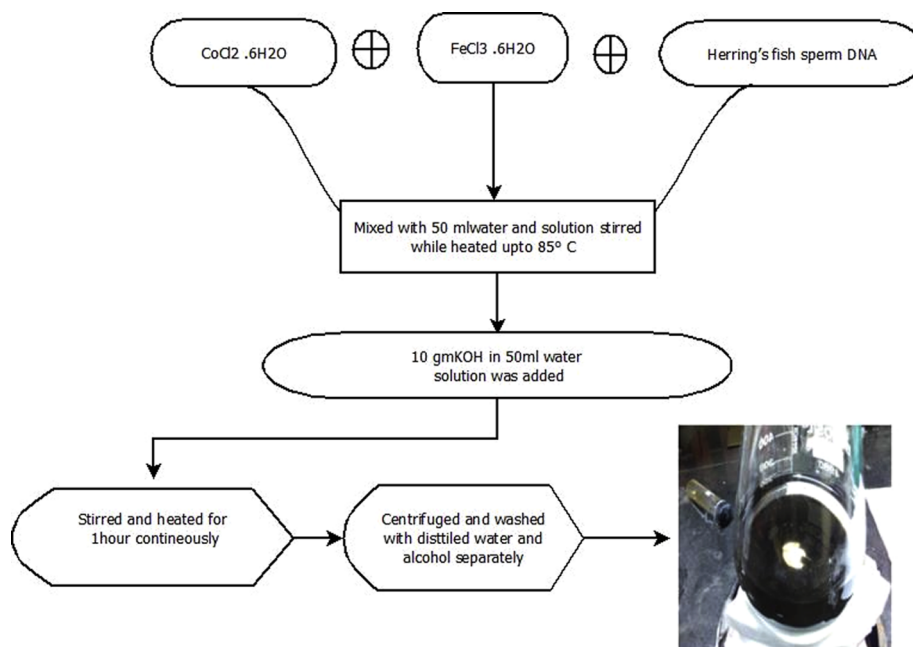 CoCl2 .6H2O
FeCl3 .6H2O
Herring's fish sperm DNA
Mixed with 50 mlwater and solution stirred
while heated upto 85º C
10 gmKOH in 50ml water
solution was added
Stirred and heated for
1hour contineously
Centrifuged and washed
with disttiled water and
alcohol separately